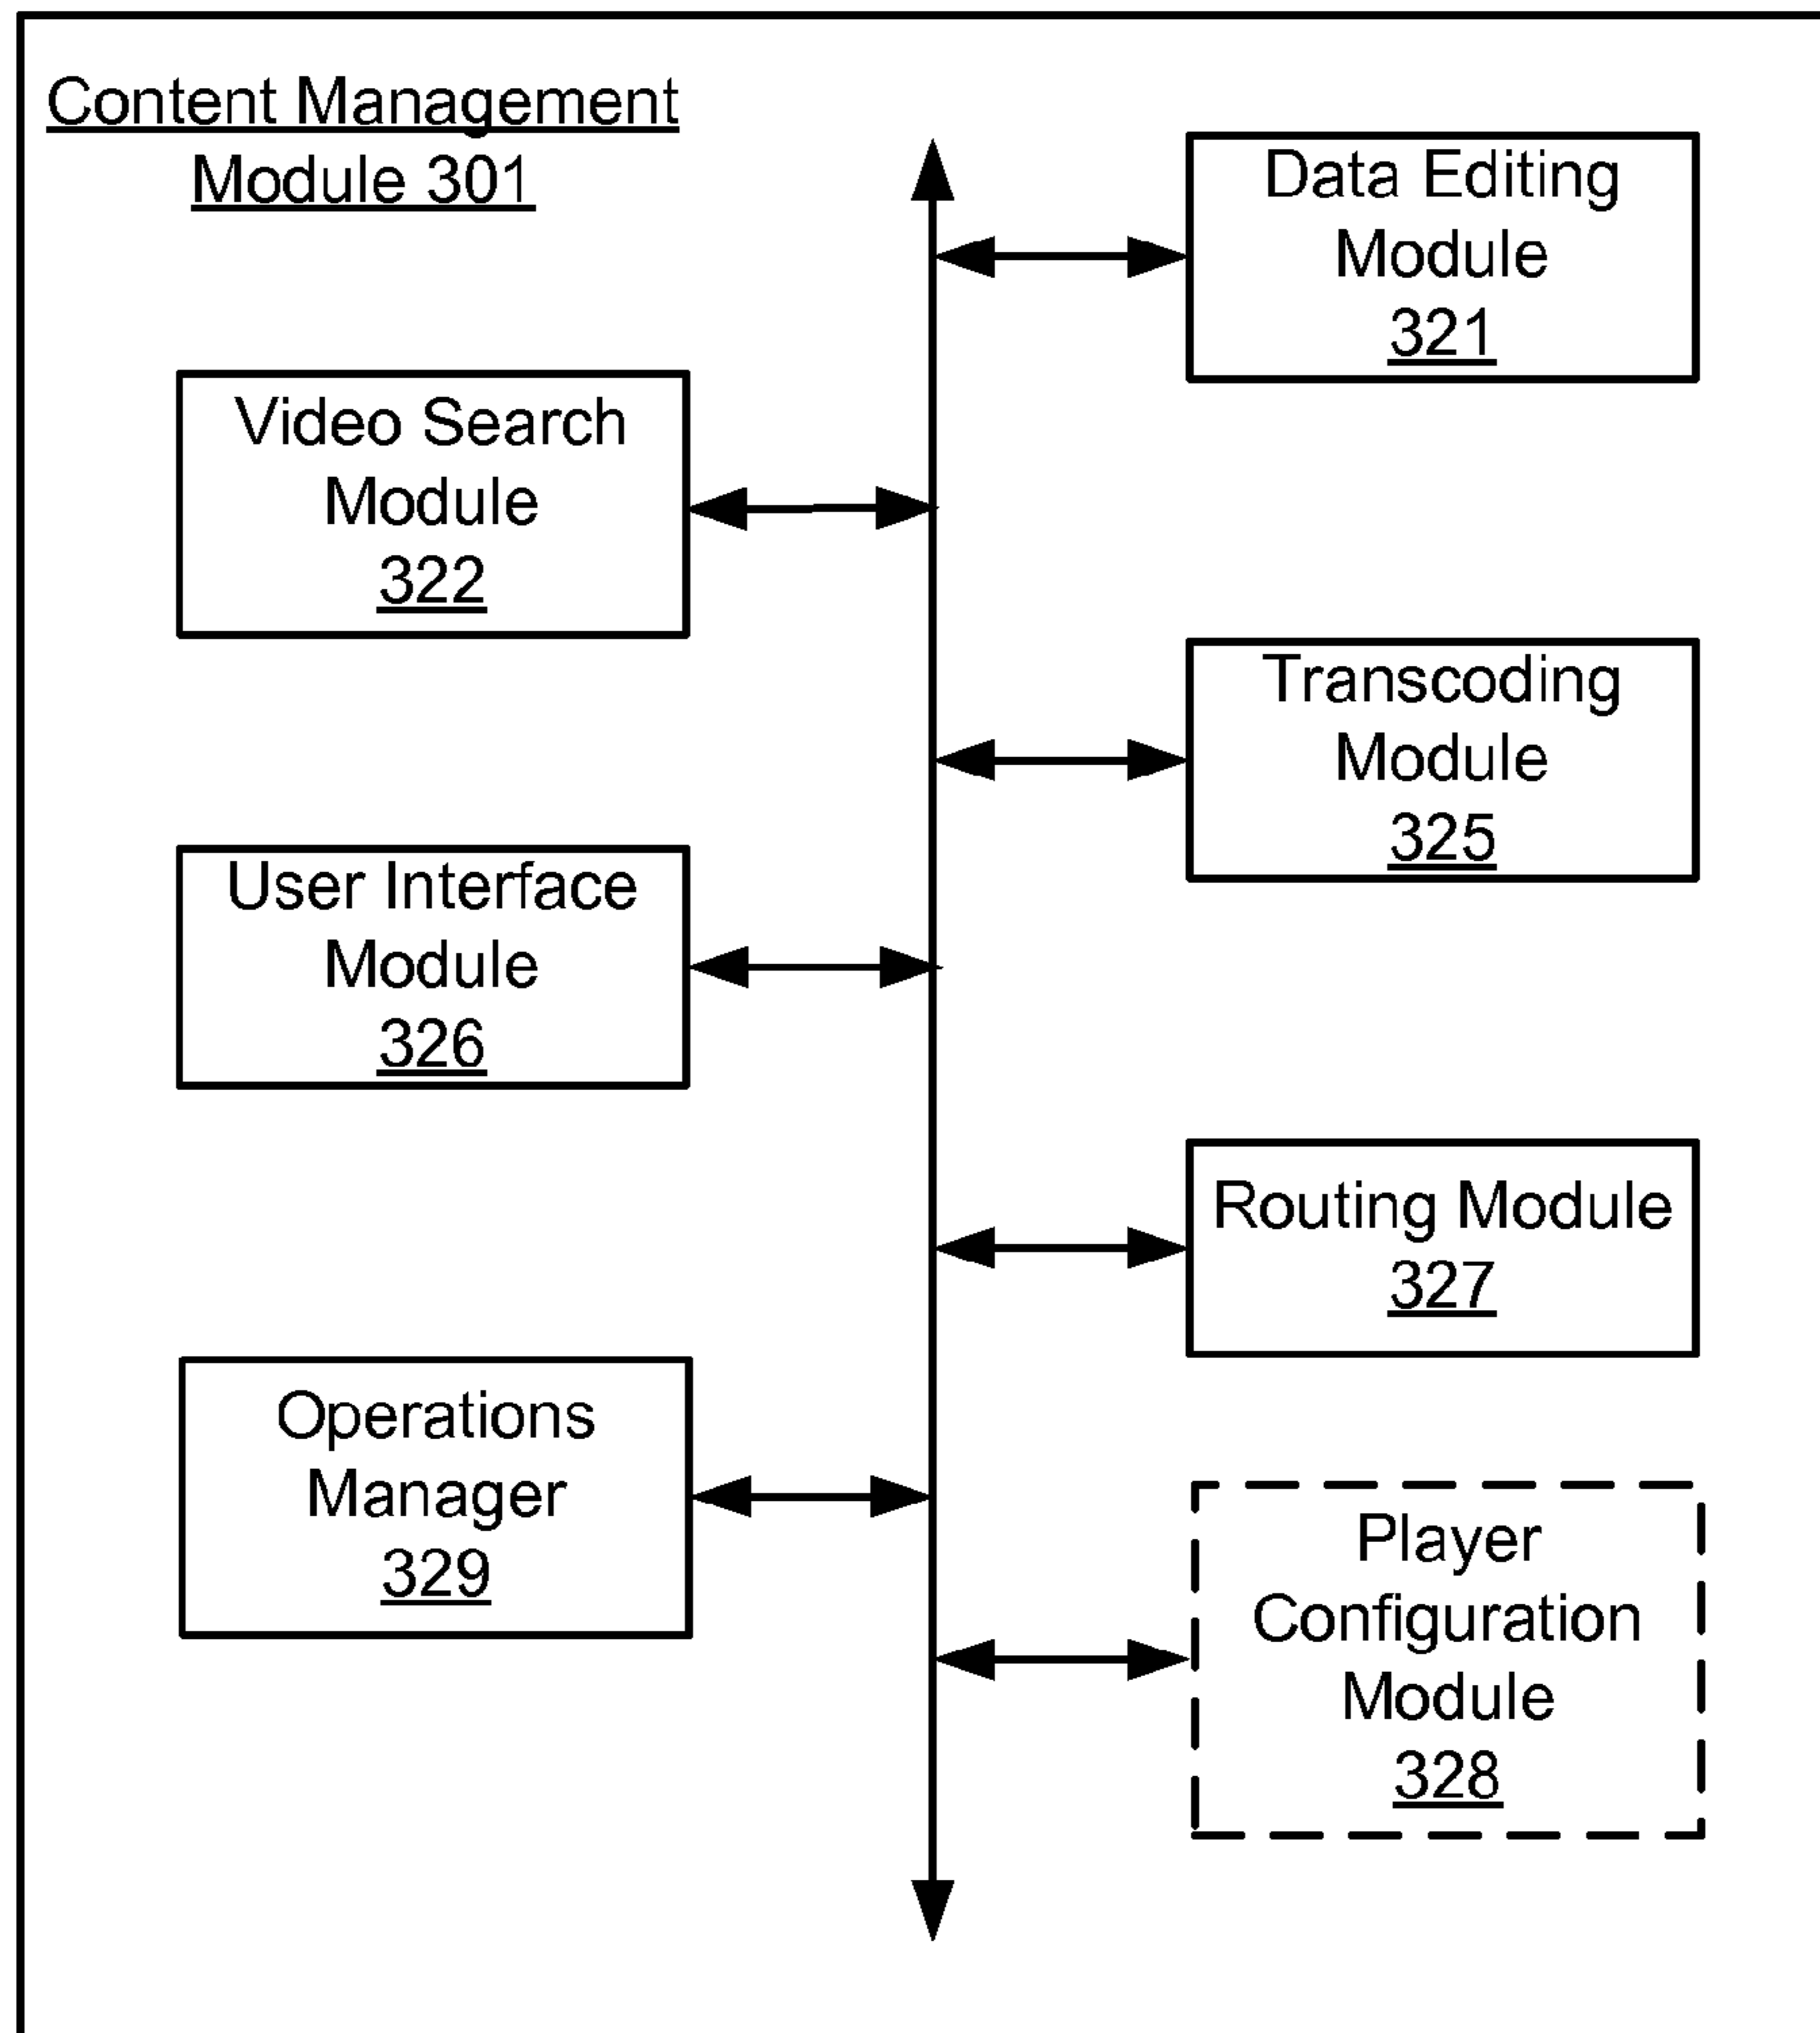 Content Management
Module 301
Data Editing
Module
321
Video Search
Module
322
Transcoding
Module
325
User Interface
Module
326
Routing Module
327
Operations
Manager
329
Player
Configuration
Module
328